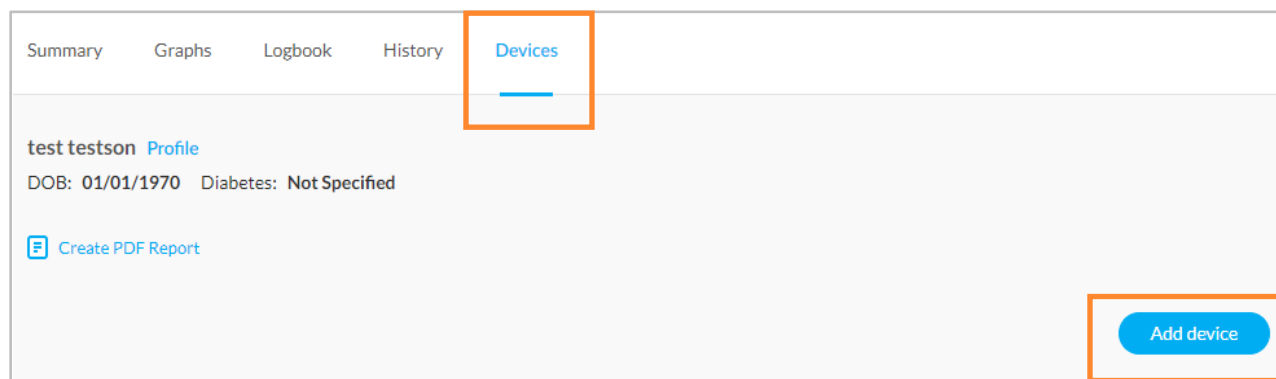 Summary Graphs Logbook History Devices
test testson Profile
DOB: 01/01/1970 Diabetes: Not Specified
Create PDF Report
Add device